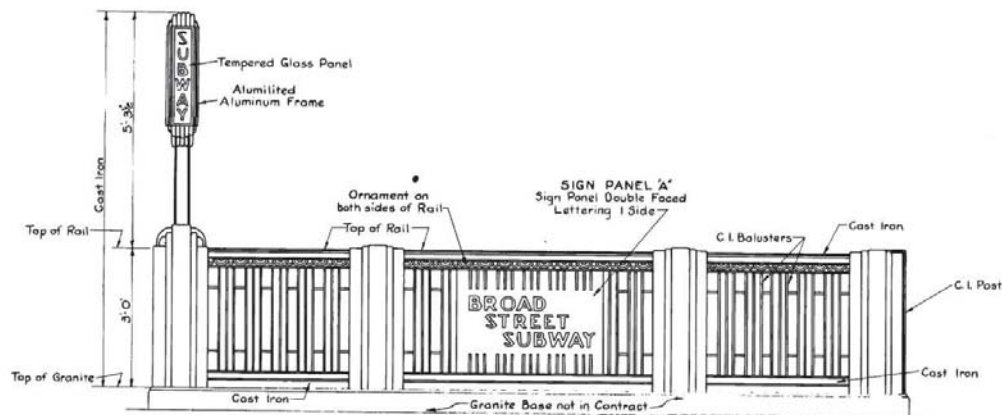 SUBWAY
Tempered Glass Panel
Alumilited
Aluminum Frame
5'-3½"
Cast Iron
Ornament on
both sides of Rail
SIGN PANEL "A"
Sign Panel Double Faced
Lettering 1 Side
Top of Rail
Top of Rail
C.I. Balusters
Cast Iron
C.I. Post
3'-0"
BROAD
STREET
SUBWAY
Top of Granite
Cast Iron
Cast Iron
Granite Base not in Contract